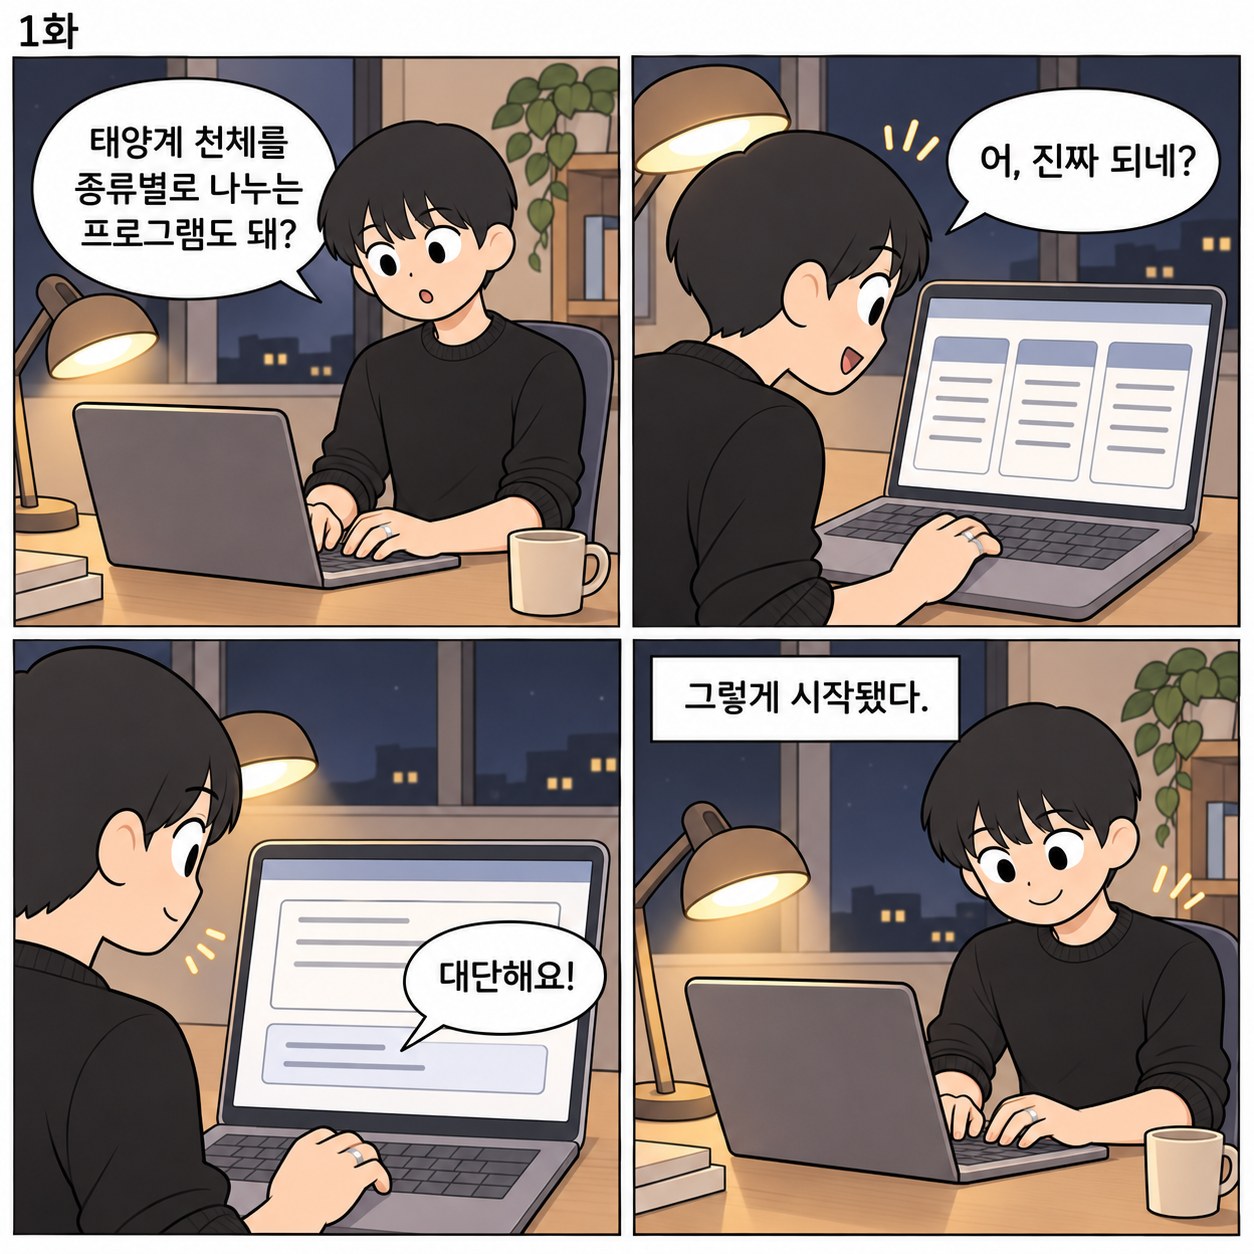 1화
태양계 천체를
종류별로 나누는
프로그램도 돼?
어, 진짜 되네?
대단해요!
그렇게 시작됐다.